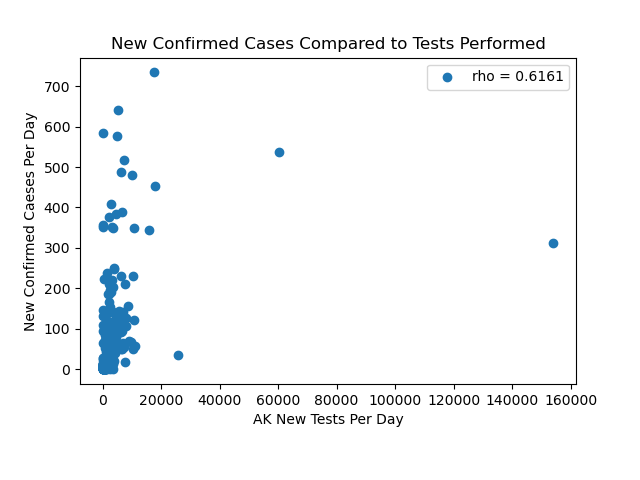 New Confirmed Cases Compared to Tests Performed
rho = 0.6161
New Confirmed Caeses Per Day
700
600
500
400
300
200
100
0
0 20000 40000 60000 80000 100000 120000 140000 160000
AK New Tests Per Day